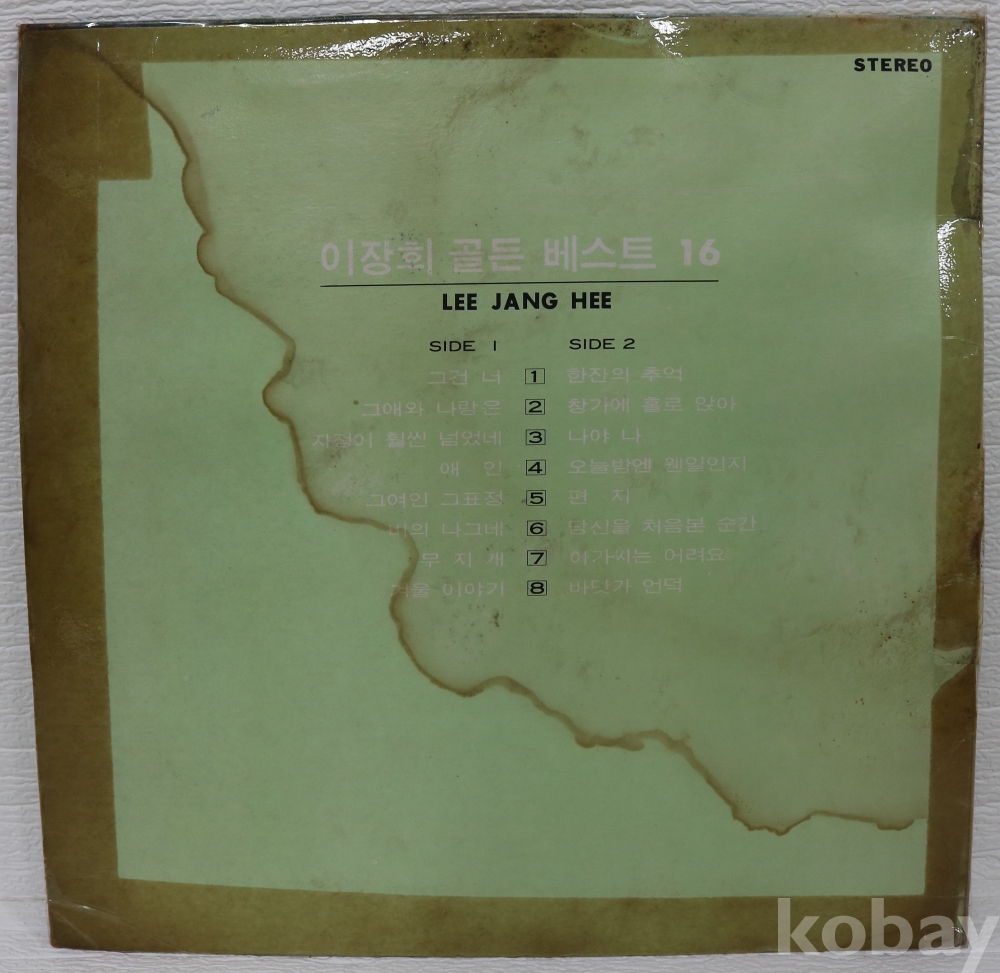 STEREO
이장희 골든 베스트 16
LEE JANG HEE
SIDE 1 SIDE 2
그건 너 1 한잔의 추억
그애와 나랑은 2 창가에 홀로 앉아
자정이 훨씬 넘었네 3 나야 나
애 인 4 오늘밤엔 웬일인지
그여인 그표정 5 편 지
비의 나그네 6 당신을 처음본 순간
무 지 개 7 아가씨는 어려요
겨울 이야기 8 바닷가 언덕
kobay